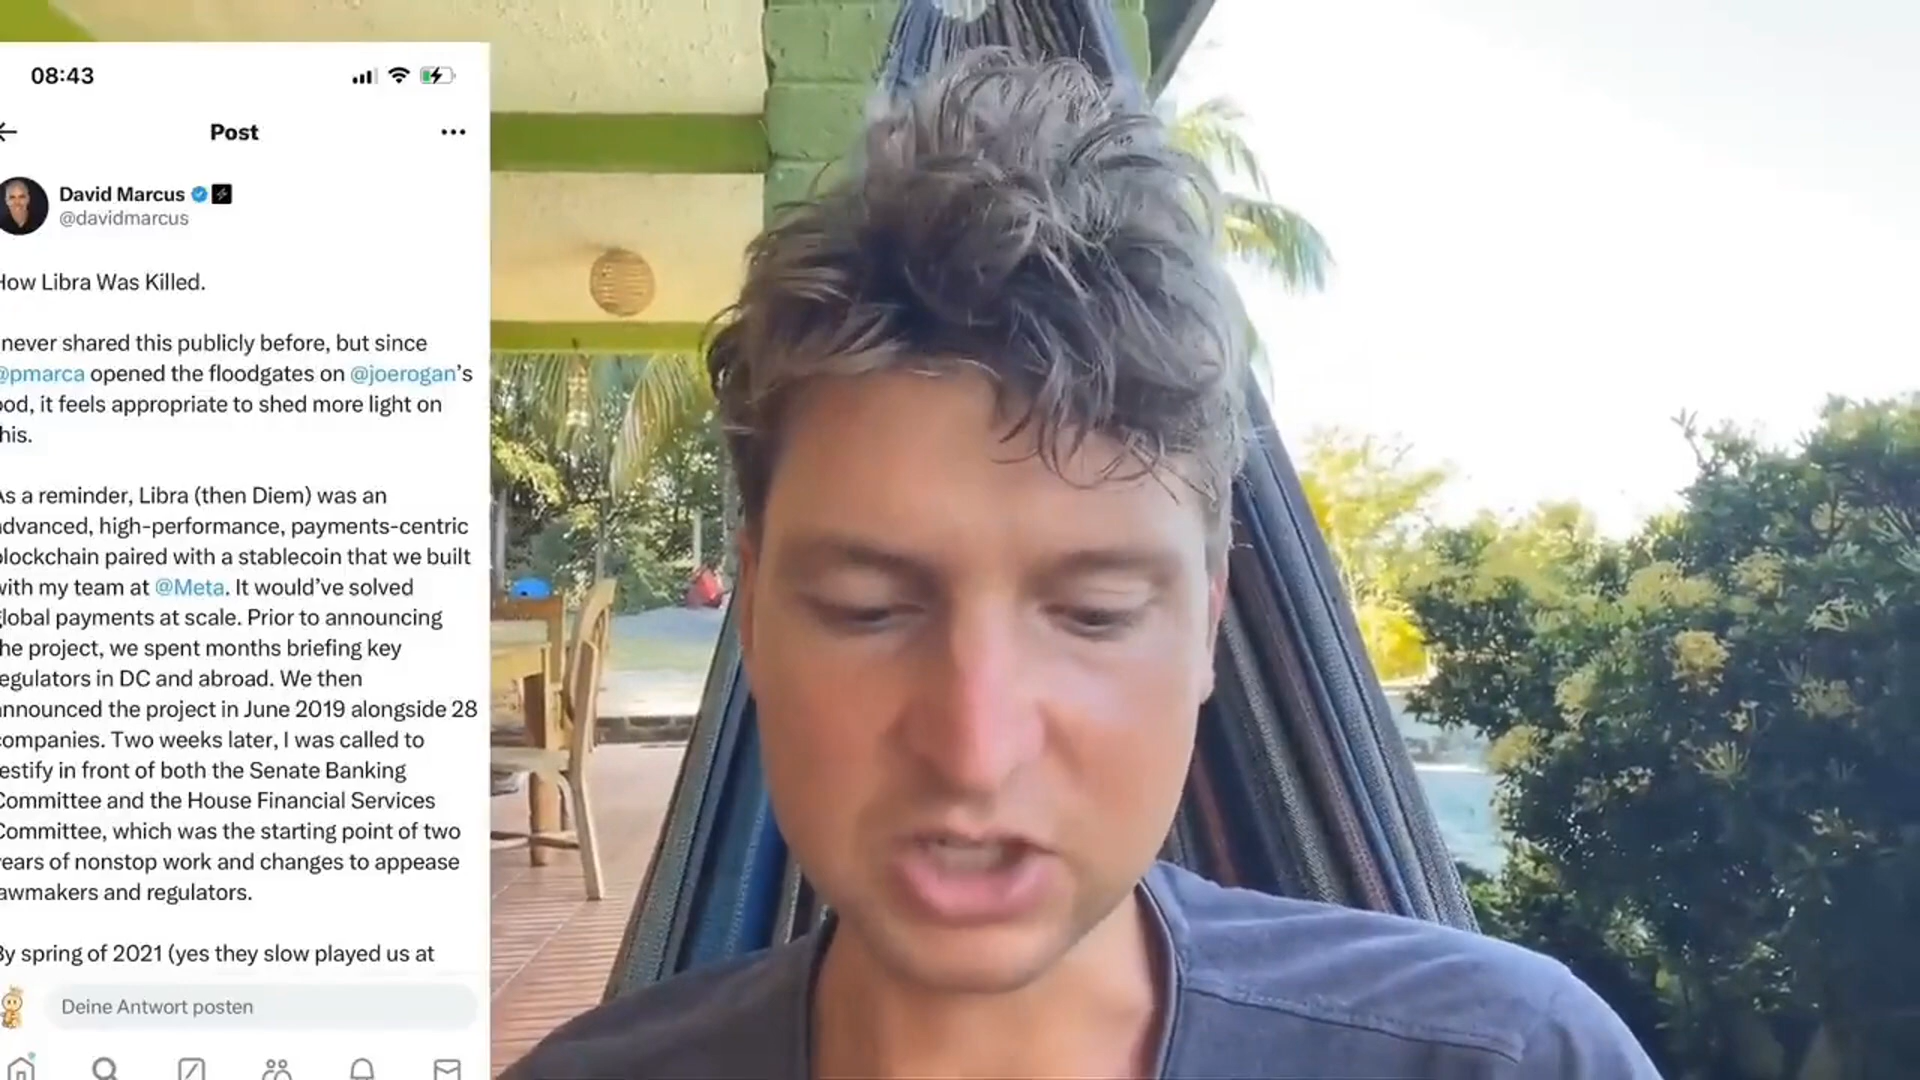 08:43
Post
David Marcus
@davidmarcus
How Libra Was Killed.
never shared this publicly before, but since
@pmarca opened the floodgates on @joerogan's
pod, it feels appropriate to shed more light on
this.
As a reminder, Libra (then Diem) was an
advanced, high-performance, payments-centric
blockchain paired with a stablecoin that we built
with my team at @Meta. It would've solved
global payments at scale. Prior to announcing
the project, we spent months briefing key
regulators in DC and abroad. We then
announced the project in June 2019 alongside 28
companies. Two weeks later, I was called to
testify in front of both the Senate Banking
Committee and the House Financial Services
Committee, which was the starting point of two
years of nonstop work and changes to appease
lawmakers and regulators.
By spring of 2021 (yes they slow played us at
Deine Antwort posten